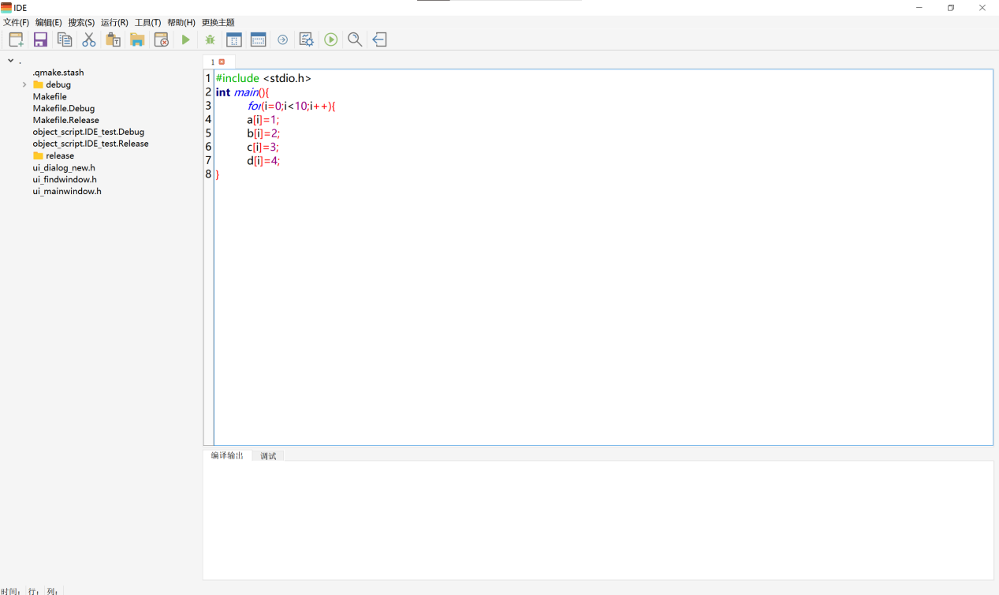 IDE
文件(F) 编辑(E) 搜索(S) 运行(R) 工具(T) 帮助(H) 更换主题
.
.qmake.stash
debug
Makefile
Makefile.Debug
Makefile.Release
object_script.IDE_test.Debug
object_script.IDE_test.Release
release
ui_dialog_new.h
ui_findwindow.h
ui_mainwindow.h
1
1 #include <stdio.h>
2 int main(){
3 for(i=0;i<10;i++){
4 a[i]=1;
5 b[i]=2;
6 c[i]=3;
7 d[i]=4;
8 }
编译输出 调试
时间: 行: 列: